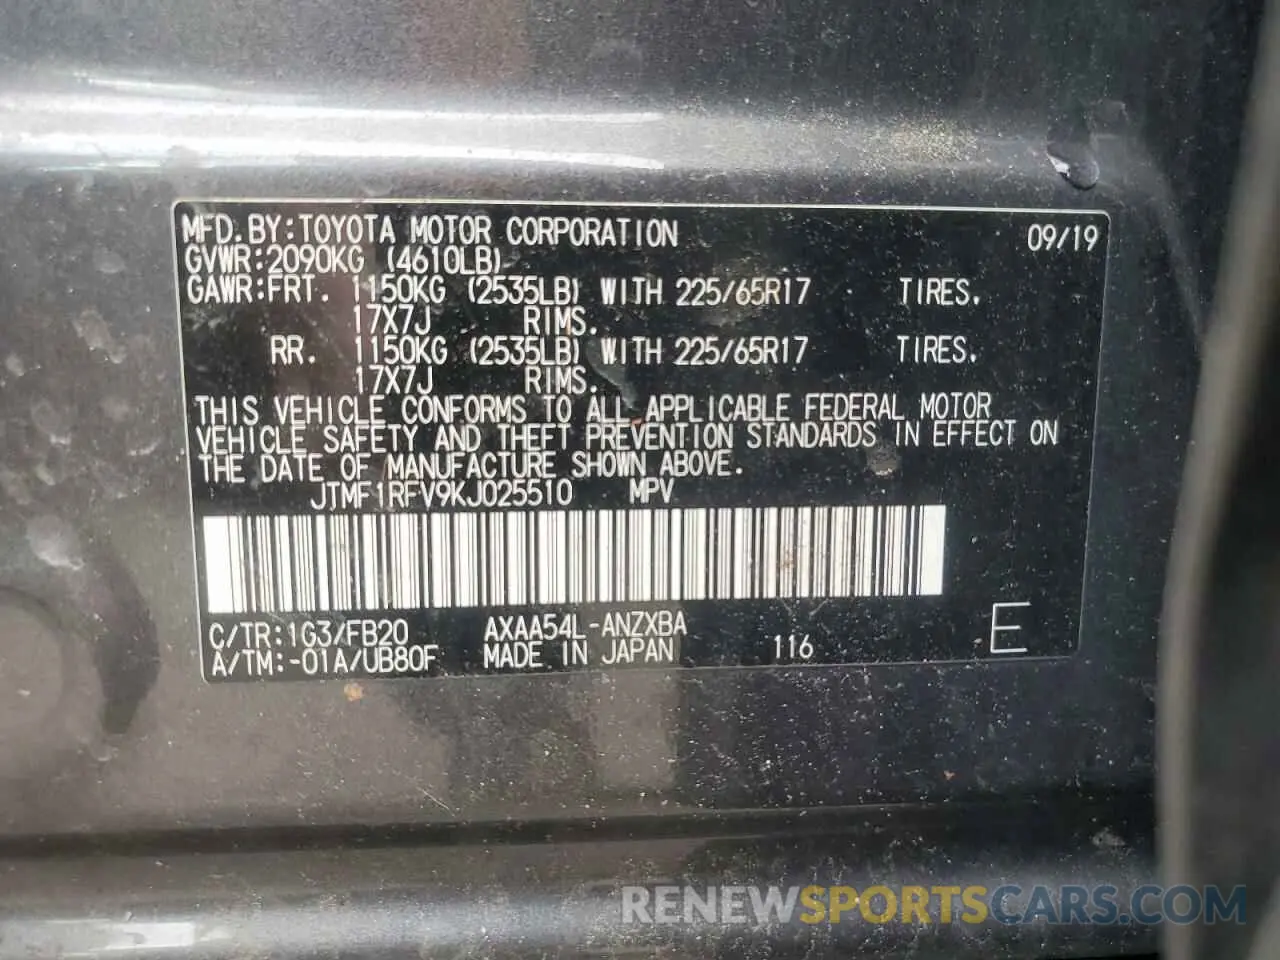 MFD. BY: TOYOTA MOTOR CORPORATION 09/19
GVWR: 2090KG (4610LB)
GAWR: FRT. 1150KG (2535LB) WITH 225/65R17 TIRES.
17X7J RIMS.
RR. 1150KG (2535LB) WITH 225/65R17 TIRES.
17X7J RIMS.
THIS VEHICLE CONFORMS TO ALL APPLICABLE FEDERAL MOTOR
VEHICLE SAFETY AND THEFT PREVENTION STANDARDS IN EFFECT ON
THE DATE OF MANUFACTURE SHOWN ABOVE.
JTMF1RFV9KJ025510 MPV
C/TR: 1G3/FB20 AXAA54L-ANZXBA
A/TM: -01A/UB80F MADE IN JAPAN 116 E
RENEWSPORTSCARS.COM